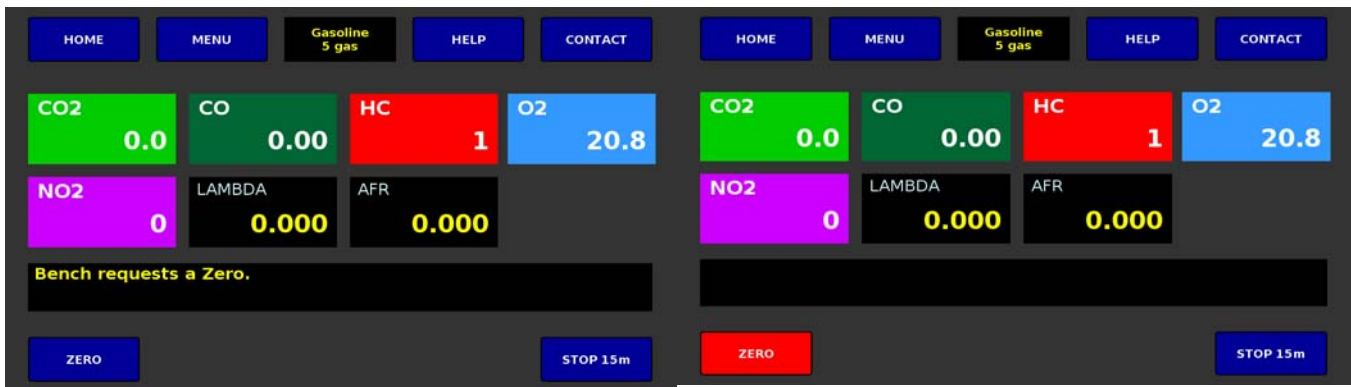 HOME MENU Gasoline 5 gas HELP CONTACT
CO2 CO HC O2
0.0 0.00 1 20.8
NO2 LAMBDA AFR
0 0.000 0.000
Bench requests a Zero.
ZERO STOP 15m
HOME MENU Gasoline 5 gas HELP CONTACT
CO2 CO HC O2
0.0 0.00 1 20.8
NO2 LAMBDA AFR
0 0.000 0.000
ZERO STOP 15m